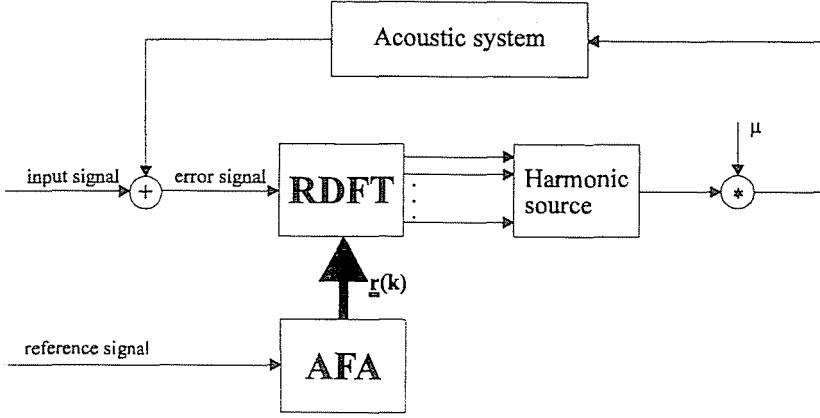 Acoustic system
μ
input signal
error signal
+
RDFT
Harmonic
source
*
r(k)
reference signal
AFA